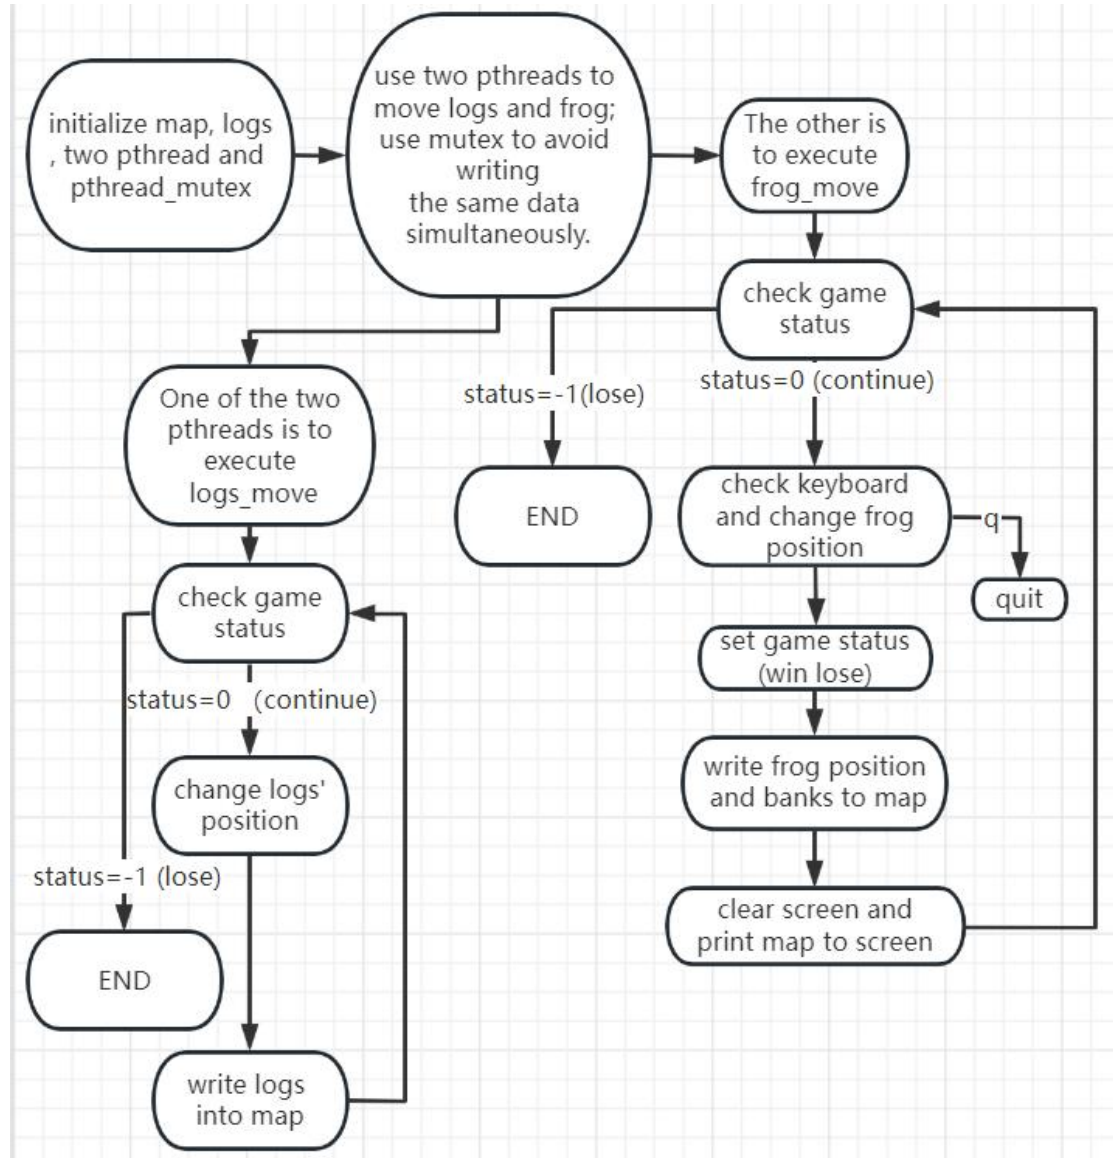 initialize map, logs
, two pthread and
pthread_mutex
use two pthreads to
move logs and frog;
use mutex to avoid
writing
the same data
simultaneously.
The other is
to execute
frog_move
check game
status
status=-1(lose)
status=0 (continue)
END
check keyboard
and change frog
position
q
quit
set game status
(win lose)
write frog position
and banks to map
clear screen and
print map to screen
One of the two
pthreads is to
execute
logs_move
check game
status
status=0 (continue)
change logs'
position
status=-1 (lose)
END
write logs
into map